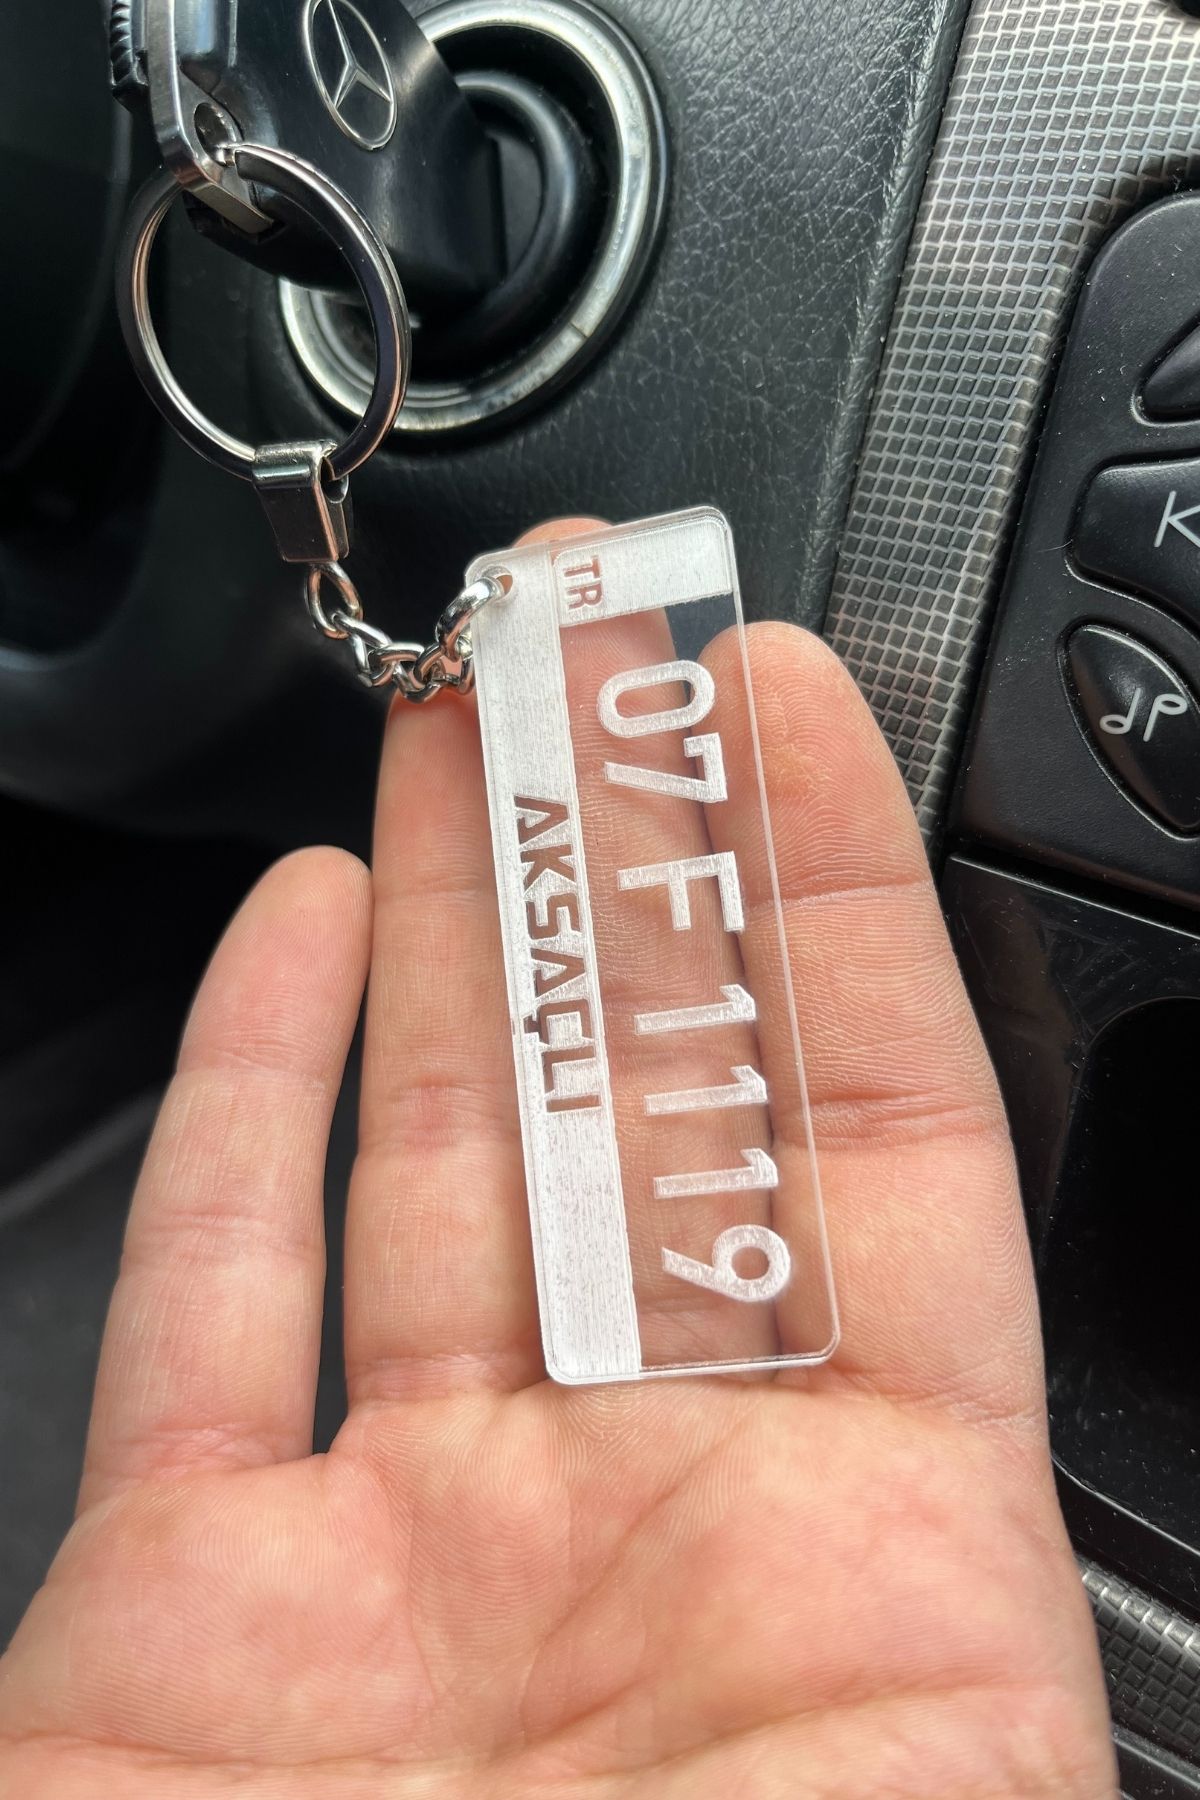 TR 07 F 1119
AKSAÇLI